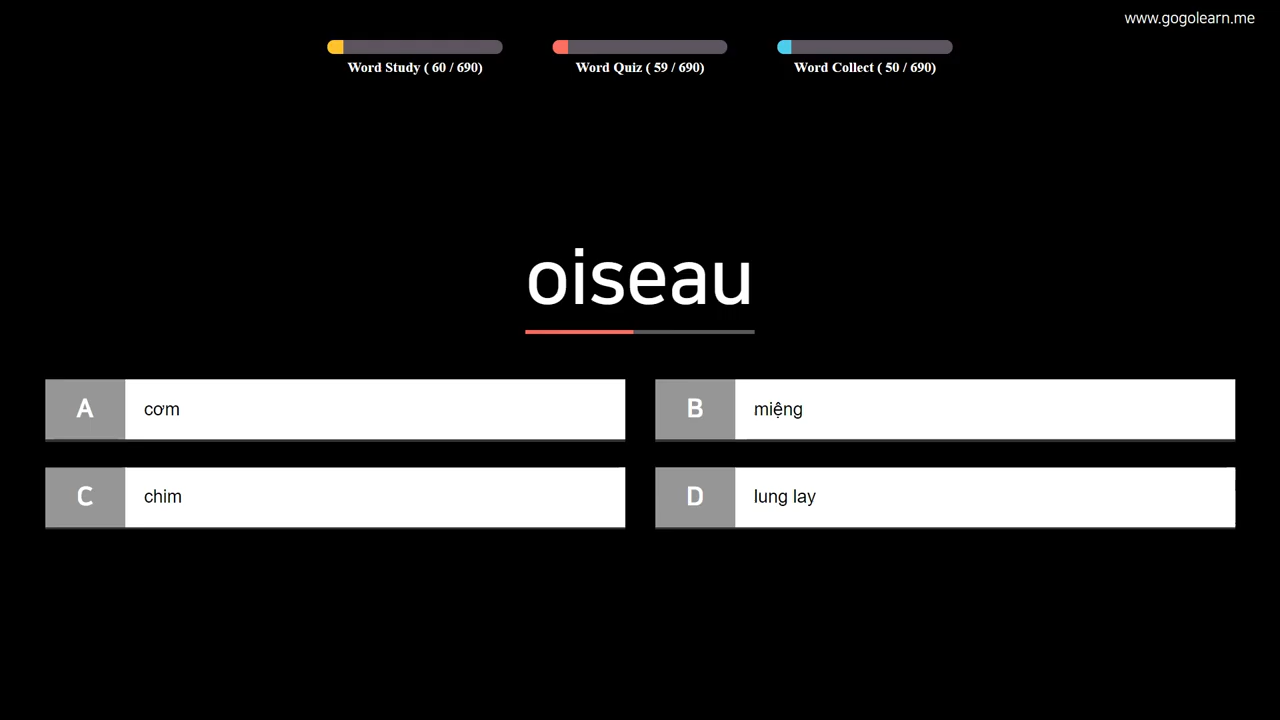 www.gogolearn.me
Word Study ( 60 / 690)
Word Quiz ( 59 / 690)
Word Collect ( 50 / 690)
oiseau
A cơm
B miệng
C chim
D lung lay